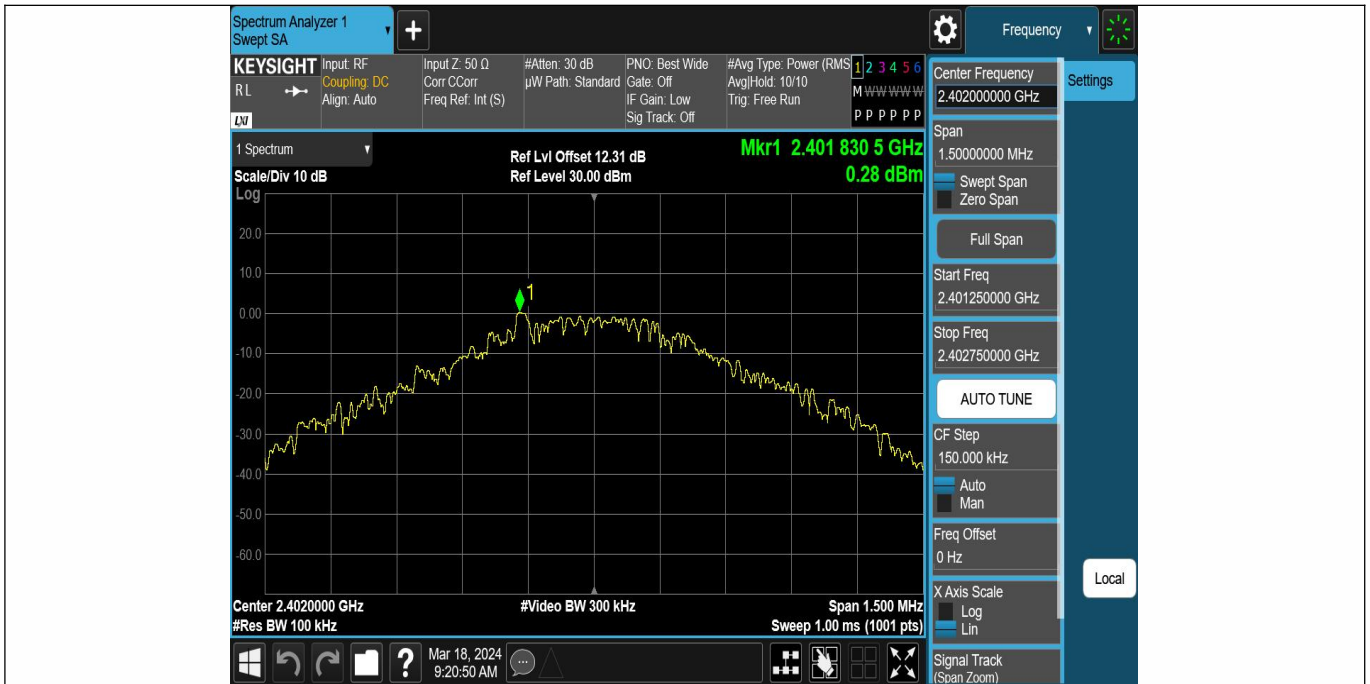 Spectrum Analyzer 1
Swept SA
+
Frequency
KEYSIGHT
RL
LXI
Input: RF
Coupling: DC
Align: Auto
Input Z: 50 Ω
Corr CCorr
Freq Ref: Int (S)
#Atten: 30 dB
µW Path: Standard
PNO: Best Wide
Gate: Off
IF Gain: Low
Sig Track: Off
#Avg Type: Power (RMS
Avg|Hold: 10/10
Trig: Free Run
1 2 3 4 5 6
M W W W W W
P P P P P P
Center Frequency
2.402000000 GHz
Settings
Span
1.50000000 MHz
Swept Span
Zero Span
Full Span
Start Freq
2.401250000 GHz
Stop Freq
2.402750000 GHz
AUTO TUNE
CF Step
150.000 kHz
Auto
Man
Freq Offset
0 Hz
X Axis Scale
Log
Lin
Signal Track
(Span Zoom)
Local
1 Spectrum
Scale/Div 10 dB
Log
Ref Lvl Offset 12.31 dB
Ref Level 30.00 dBm
Mkr1 2.401 830 5 GHz
0.28 dBm
20.0
10.0
1
0.00
-10.0
-20.0
-30.0
-40.0
-50.0
-60.0
Center 2.4020000 GHz
#Res BW 100 kHz
#Video BW 300 kHz
Span 1.500 MHz
Sweep 1.00 ms (1001 pts)
?
Mar 18, 2024
9:20:50 AM